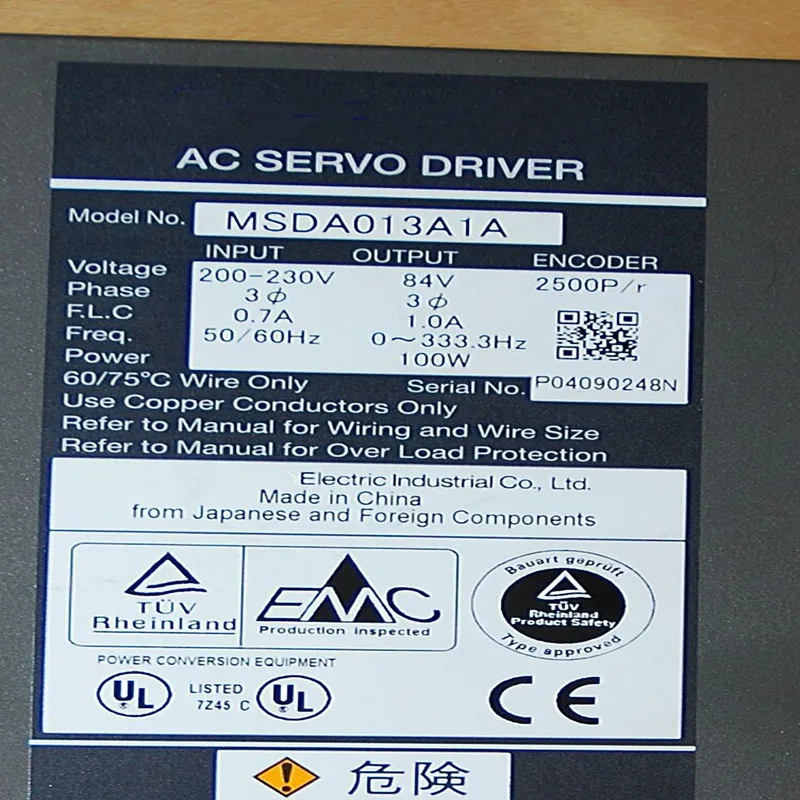 AC SERVO DRIVER
Model No. MSDA013A1A
INPUT OUTPUT ENCODER
Voltage 200-230V 84V 2500P/r
Phase 3ϕ 3ϕ
F.L.C 0.7A 1.0A
Freq. 50/60Hz 0~333.3Hz
Power 100W
60/75°C Wire Only Serial No. P04090248N
Use Copper Conductors Only
Refer to Manual for Wiring and Wire Size
Refer to Manual for Over Load Protection
Electric Industrial Co., Ltd.
Made in China
from Japanese and Foreign Components
TÜV
Rheinland
EMC
Production Inspected
Bauart geprüft
TÜV
Rheinland
Product Safety
Type approved
POWER CONVERSION EQUIPMENT
UL LISTED 7Z45 C UL
CE
危険